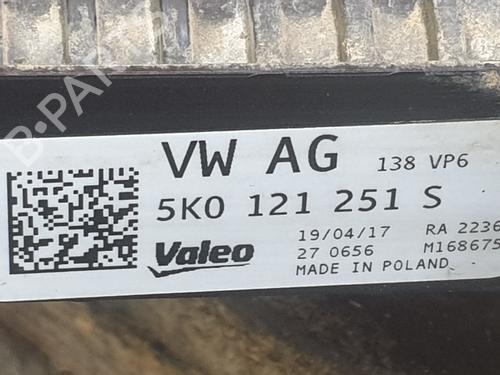 VW AG 138 VP6
5K0 121 251 S
Valeo 19/04/17 RA 2236
27 0656 M168675
MADE IN POLAND
B-PARTS